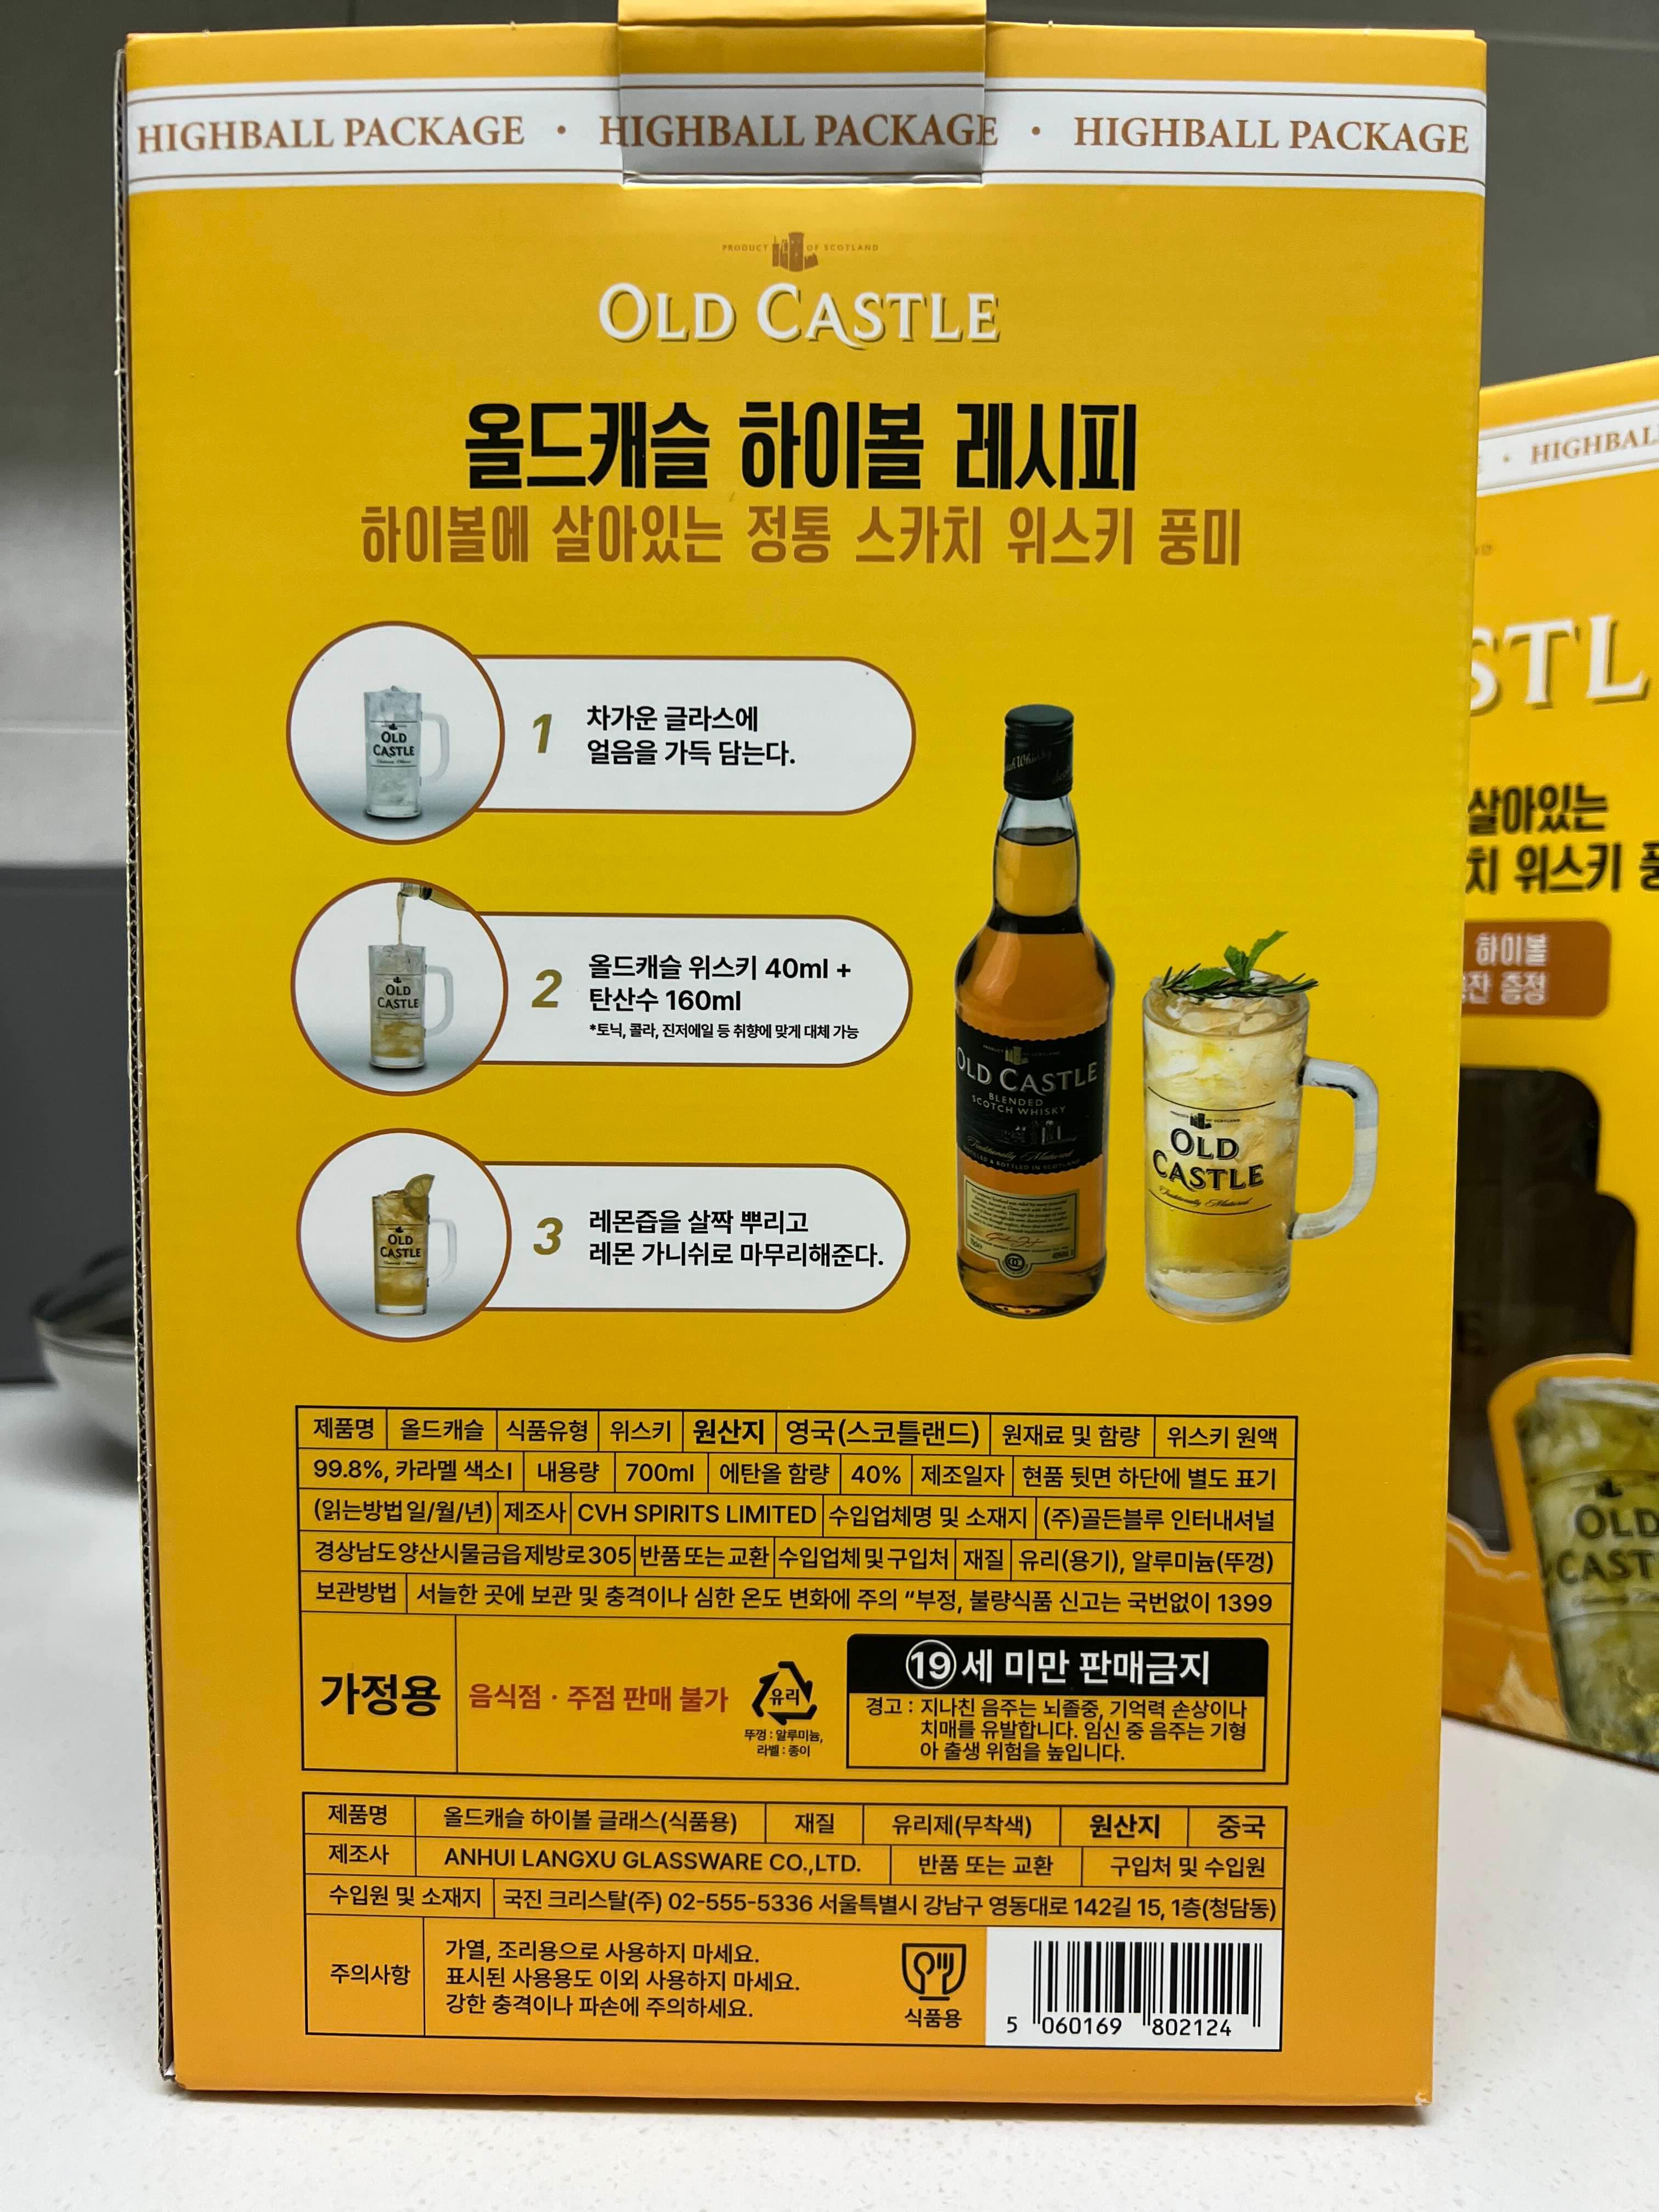 HIGHBALL PACKAGE • HIGHBALL PACKAGE • HIGHBALL PACKAGE
PRODUCT OF SCOTLAND
OLD CASTLE
올드캐슬 하이볼 레시피
하이볼에 살아있는 정통 스카치 위스키 풍미
OLD
CASTLE
1 차가운 글라스에
얼음을 가득 담는다.
OLD
CASTLE
2 올드캐슬 위스키 40ml +
탄산수 160ml
*토닉, 콜라, 진저에일 등 취향에 맞게 대체 가능
OLD
CASTLE
3 레몬즙을 살짝 뿌리고
레몬 가니쉬로 마무리해준다.
OLD CASTLE
BLENDED
SCOTCH WHISKY
Traditionally Matured
DISTILLED & BOTTLED IN SCOTLAND
OLD
CASTLE
Traditionally Matured
제품명 올드캐슬 식품유형 위스키 원산지 영국(스코틀랜드) 원재료 및 함량 위스키 원액
99.8%, 카라멜 색소I 내용량 700ml 에탄올 함량 40% 제조일자 현품 뒷면 하단에 별도 표기
(읽는방법 일/월/년) 제조사 CVH SPIRITS LIMITED 수입업체명 및 소재지 (주)골든블루 인터내셔널
경상남도 양산시 물금읍 제방로 305 반품 또는 교환 수입업체 및 구입처 재질 유리(용기), 알루미늄(뚜껑)
보관방법 서늘한 곳에 보관 및 충격이나 심한 온도 변화에 주의 “부정, 불량식품 신고는 국번없이 1399
가정용 음식점 · 주점 판매 불가
유리
뚜껑 : 알루미늄,
라벨 : 종이
19세 미만 판매금지
경고 : 지나친 음주는 뇌졸중, 기억력 손상이나
치매를 유발합니다. 임신 중 음주는 기형
아 출생 위험을 높입니다.
제품명 올드캐슬 하이볼 글래스(식품용) 재질 유리제(무착색) 원산지 중국
제조사 ANHUI LANGXU GLASSWARE CO.,LTD. 반품 또는 교환 구입처 및 수입원
수입원 및 소재지 국진 크리스탈(주) 02-555-5336 서울특별시 강남구 영동대로 142길 15, 1층(청담동)
주의사항 가열, 조리용으로 사용하지 마세요.
표시된 사용용도 이외 사용하지 마세요.
강한 충격이나 파손에 주의하세요.
식품용
5 060169 802124
• HIGHBAL
STL
살아있는
치 위스키 풍
하이볼
잔 증정
OLD
CAST